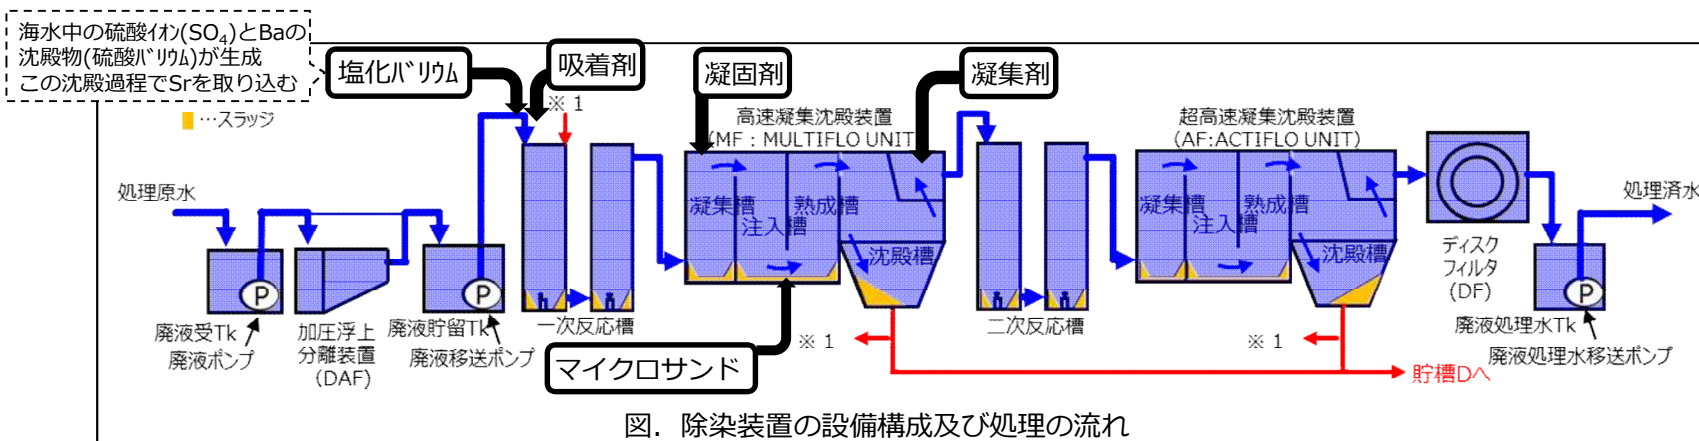 海水中の硫酸ｲｵﾝ(SO₄)とBaの
沈殿物(硫酸ﾊﾞﾘｳﾑ)が生成
この沈殿過程でSrを取り込む
塩化ﾊﾞﾘｳﾑ
吸着剤
凝固剤
凝集剤
…スラッジ
※１
高速凝集沈殿装置
(MF：MULTIFLO UNIT)
超高速凝集沈殿装置
(AF:ACTIFLO UNIT)
処理原水
凝集槽
注入槽
熟成槽
沈殿槽
凝集槽
注入槽
熟成槽
沈殿槽
処理済水
P
P
P
ディスク
フィルタ
(DF)
廃液受Tk
廃液ポンプ
加圧浮上
分離装置
(DAF)
廃液貯留Tk
廃液移送ポンプ
一次反応槽
二次反応槽
廃液処理水Tk
廃液処理水移送ポンプ
マイクロサンド
※１
※１
貯槽Dへ
図．除染装置の設備構成及び処理の流れ